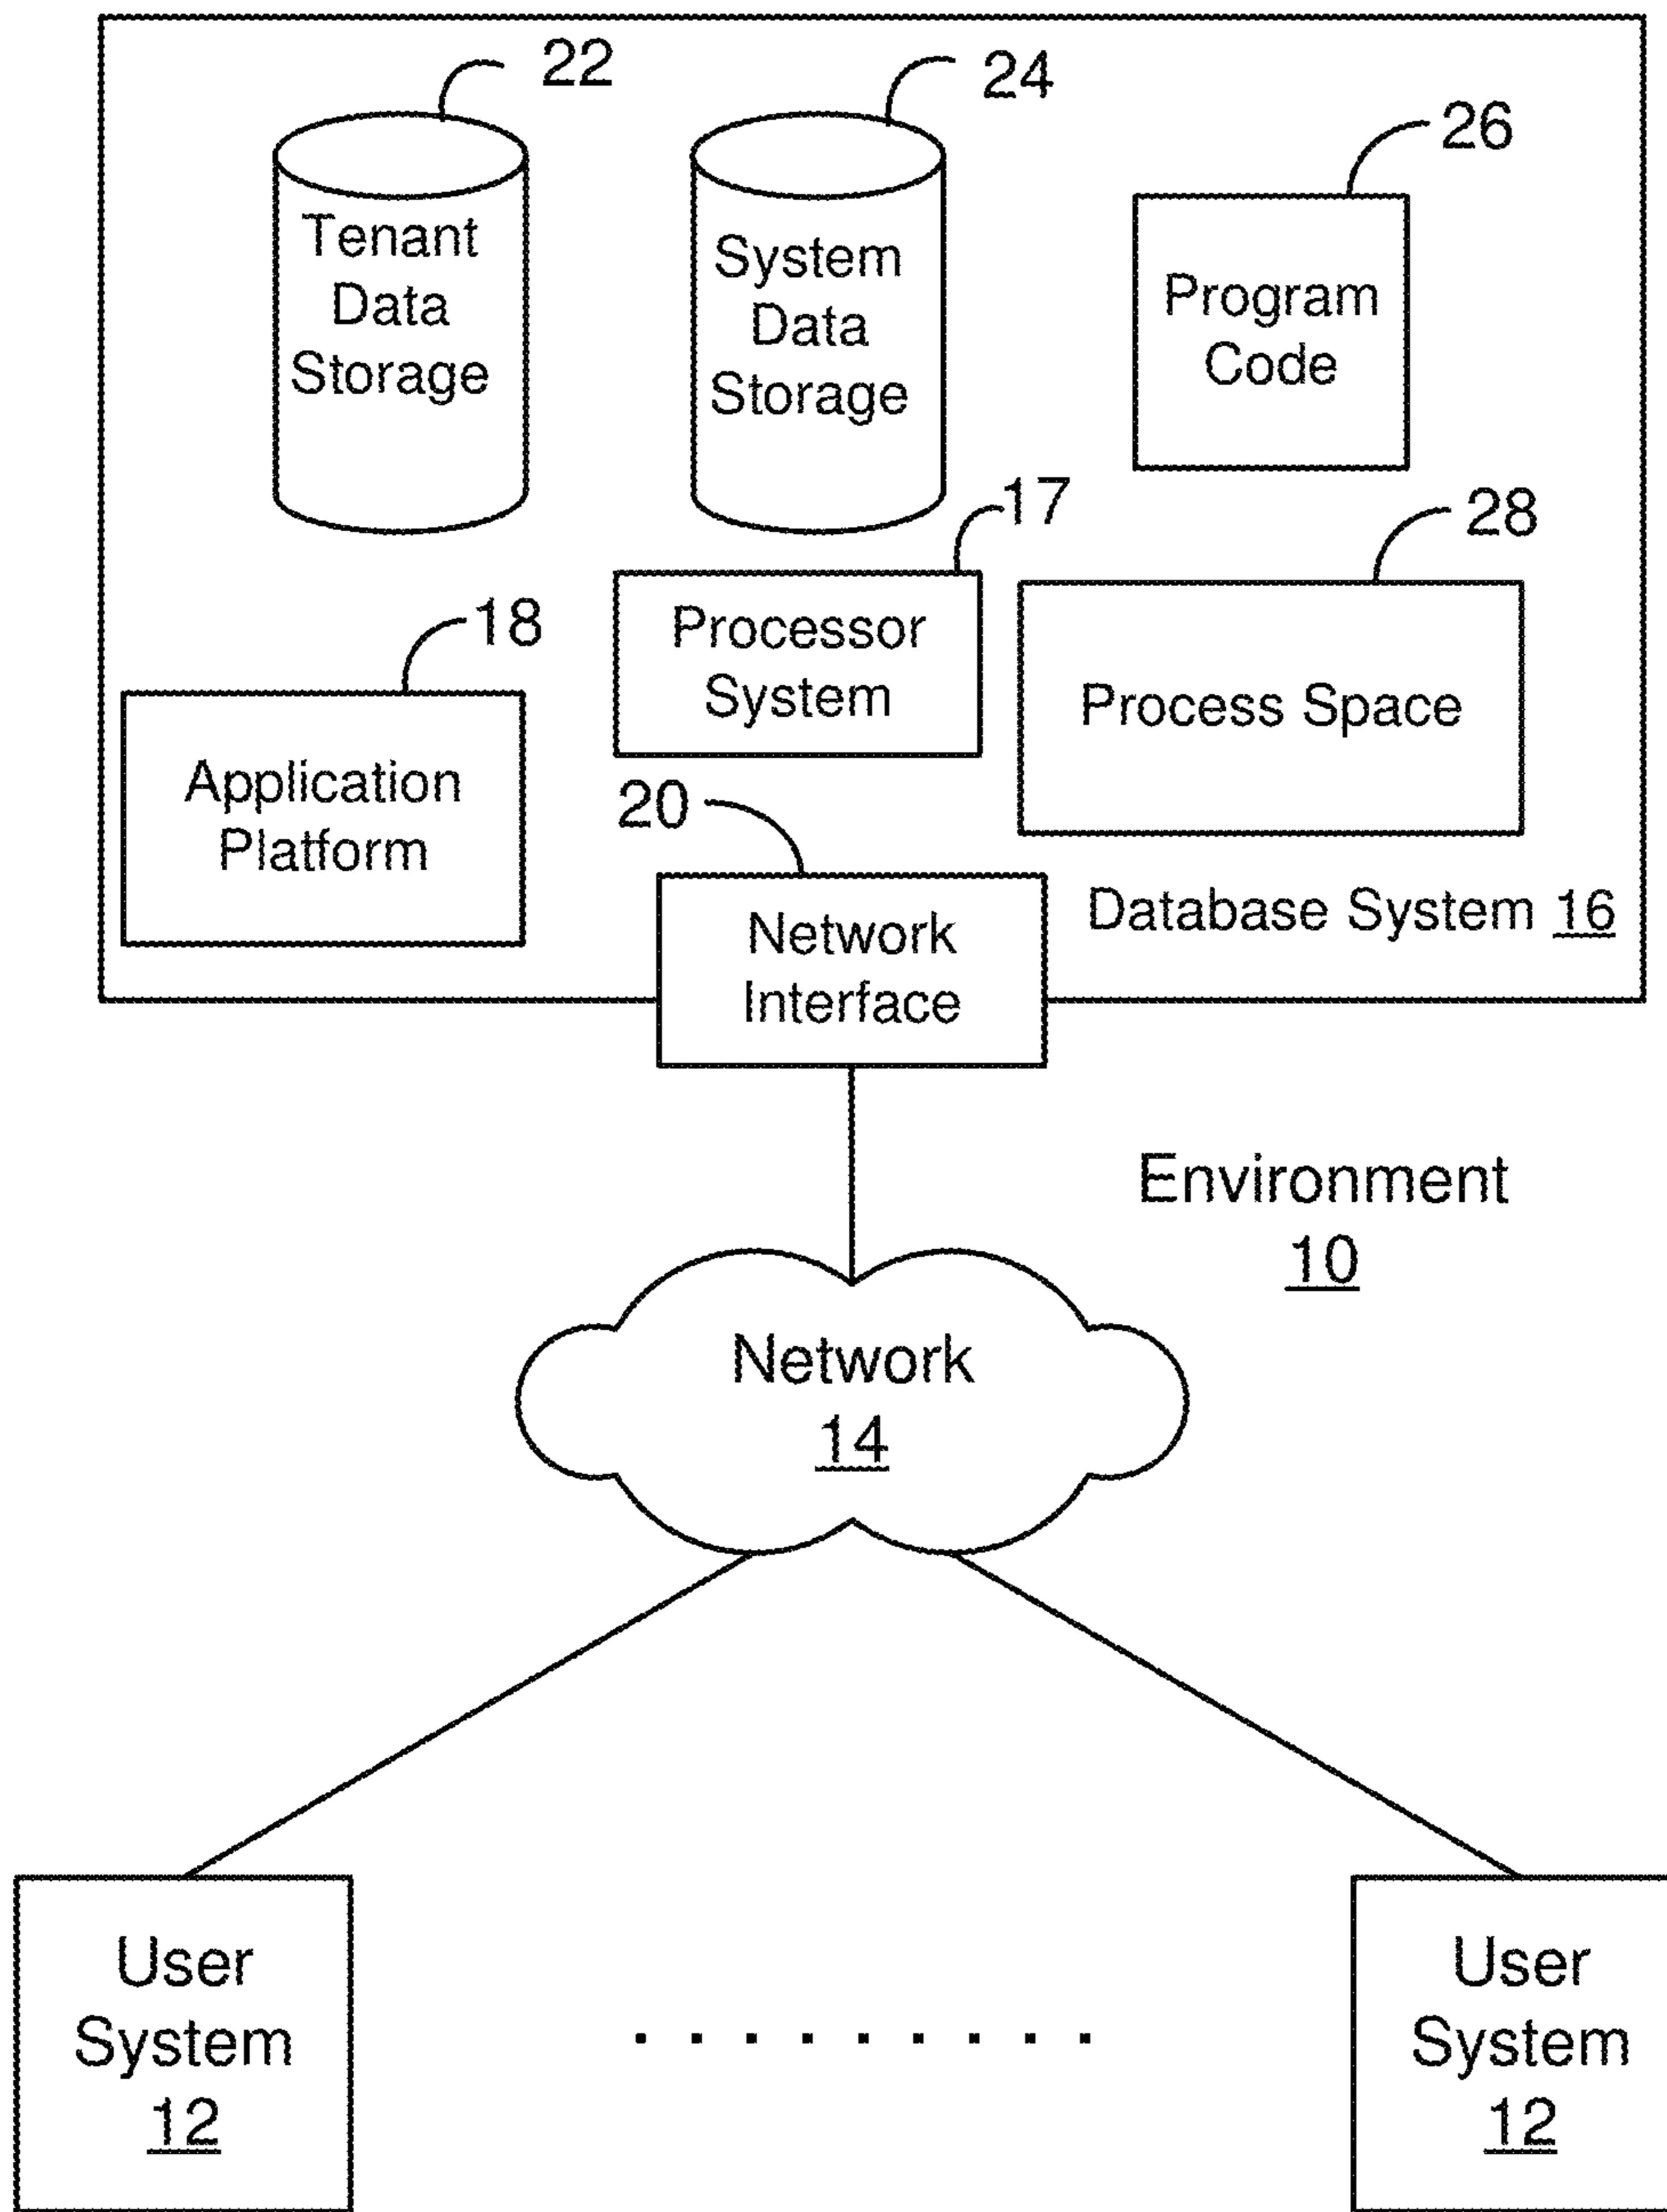 22
Tenant
Data
Storage
24
System
Data
Storage
26
Program
Code
17
Processor
System
28
Process Space
18
Application
Platform
20
Network
Interface
Database System 16
Environment
10
Network
14
User
System
12
User
System
12